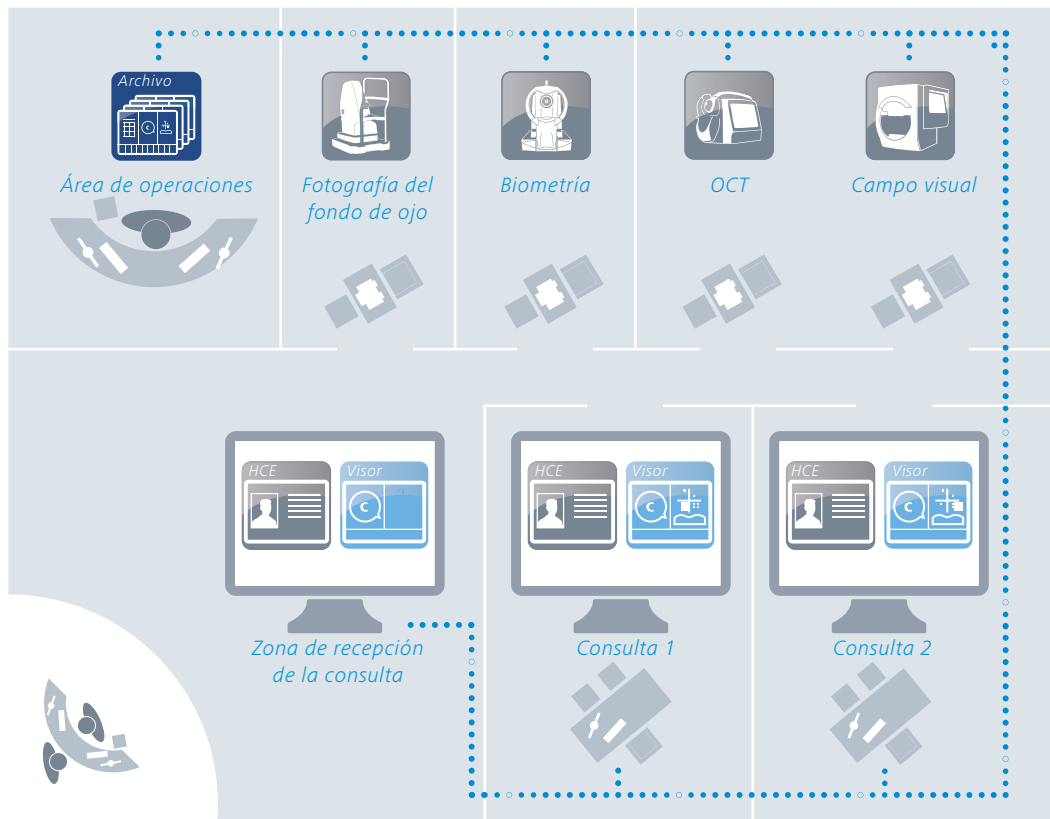 Archivo
Área de operaciones
Fotografía del
fondo de ojo
Biometría
OCT
Campo visual
HCE
Visor
C
HCE
Visor
C
HCE
Visor
C
Zona de recepción
de la consulta
Consulta 1
Consulta 2